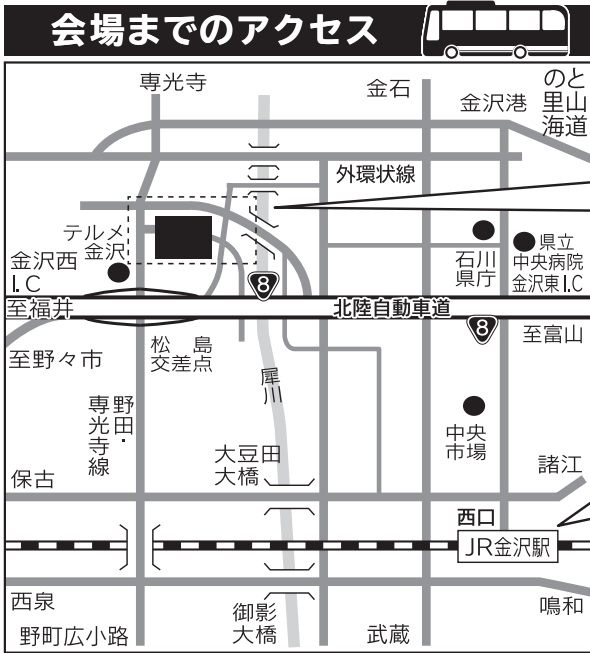 会場までのアクセス
専光寺
金石
金沢港
のと
里山
海道
外環状線
テルメ
金沢
金沢西
I.C
石川
県庁
県立
中央病院
金沢東I.C
8
至福井
北陸自動車道
8
至富山
至野々市
松島
交差点
犀川
野田・
専光寺線
中央
市場
大豆田
大橋
諸江
保古
西口
JR金沢駅
西泉
御影
大橋
武蔵
鳴和
野町広小路